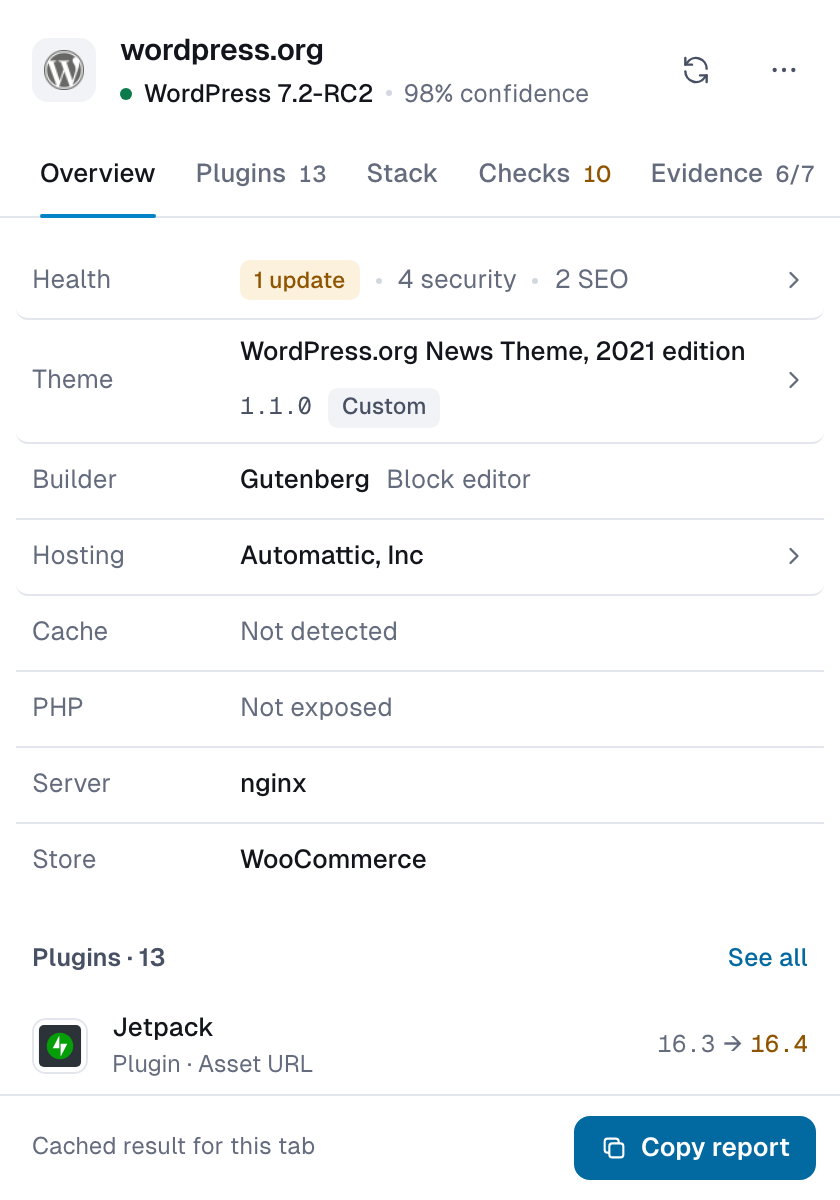 wordpress.org
WordPress 7.2-RC2 • 98% confidence
Overview Plugins 13 Stack Checks 10 Evidence 6/7
Health 1 update • 4 security • 2 SEO
Theme WordPress.org News Theme, 2021 edition
1.1.0 Custom
Builder Gutenberg Block editor
Hosting Automattic, Inc
Cache Not detected
PHP Not exposed
Server nginx
Store WooCommerce
Plugins · 13 See all
Jetpack
Plugin · Asset URL
16.3 → 16.4
Cached result for this tab Copy report